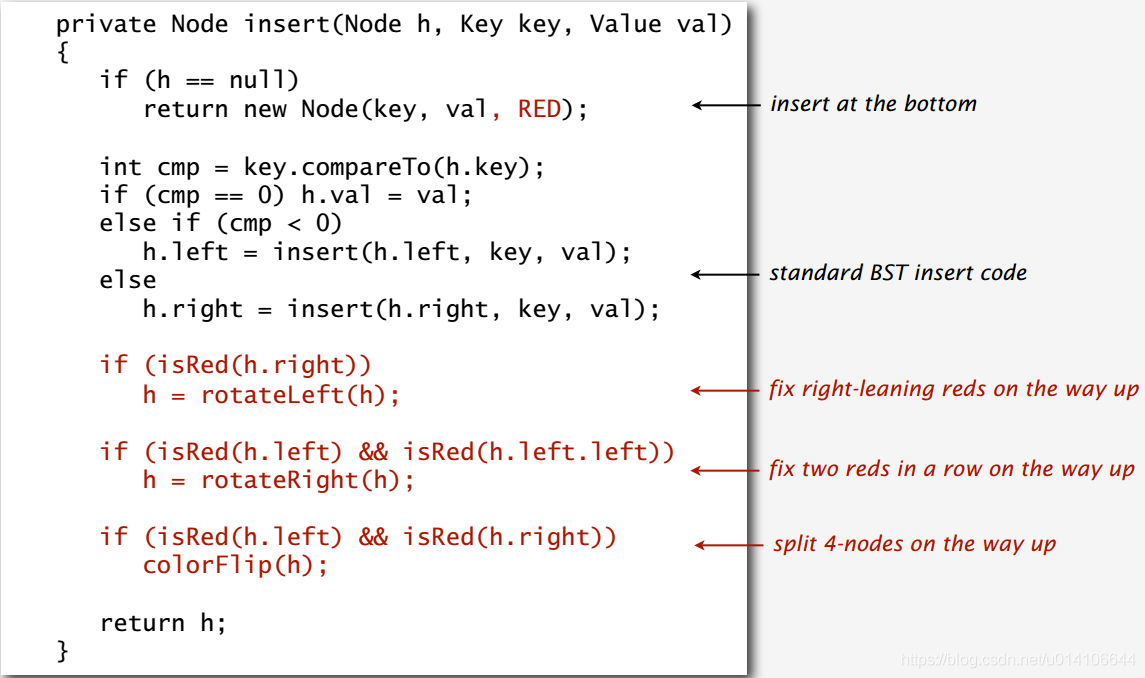 private Node insert(Node h, Key key, Value val)
{
if (h == null)
return new Node(key, val, RED);
insert at the bottom
int cmp = key.compareTo(h.key);
if (cmp == 0) h.val = val;
else if (cmp < 0)
h.left = insert(h.left, key, val);
standard BST insert code
else
h.right = insert(h.right, key, val);
if (isRed(h.right))
h = rotateLeft(h);
fix right-leaning reds on the way up
if (isRed(h.left) && isRed(h.left.left))
h = rotateRight(h);
fix two reds in a row on the way up
if (isRed(h.left) && isRed(h.right))
colorFlip(h);
split 4-nodes on the way up
return h;
}
https://blog.csdn.net/u014106644